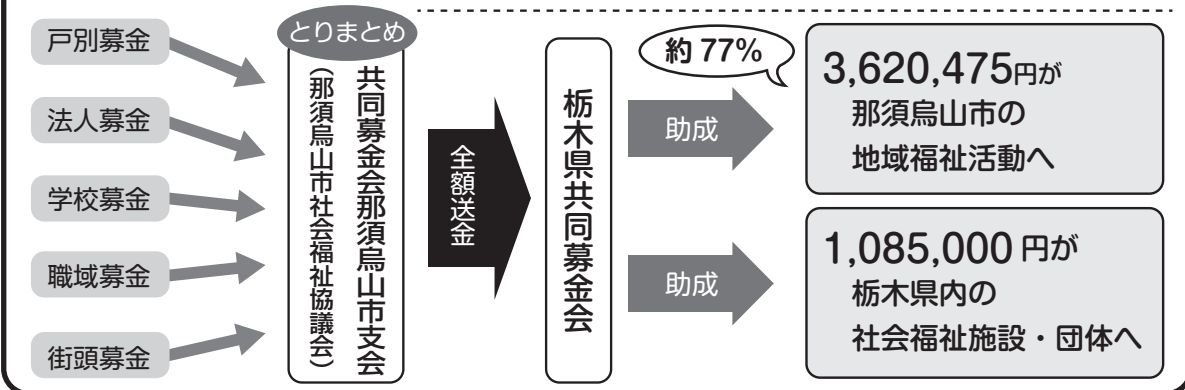 戸別募金
法人募金
学校募金
職域募金
街頭募金
とりまとめ
共同募金会那須烏山市支会
（那須烏山市社会福祉協議会）
全額送金
栃木県共同募金会
約77%
助成
3,620,475円が
那須烏山市の
地域福祉活動へ
助成
1,085,000円が
栃木県内の
社会福祉施設・団体へ